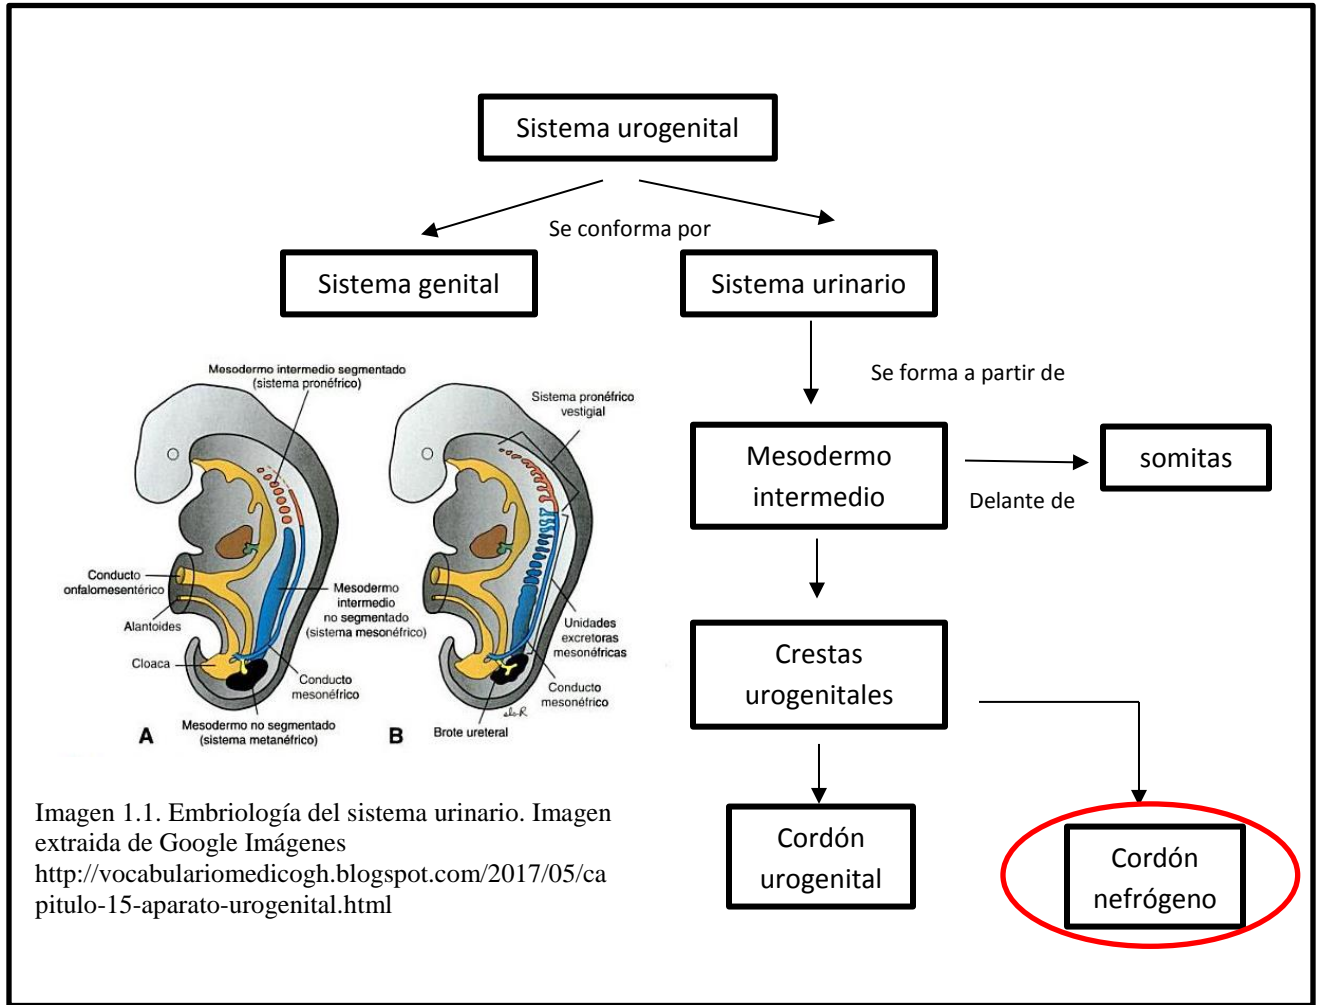 Sistema urogenital
Se conforma por
Sistema genital
Sistema urinario
Se forma a partir de
Mesodermo
intermedio
Delante de
somitas
Crestas
urogenitales
Cordón
urogenital
Cordón
nefrógeno
Mesodermo intermedio segmentado
(sistema pronéfrico)
Conducto
onfalomesentérico
Alantoides
Cloaca
Mesodermo
intermedio
no segmentado
(sistema mesonéfrico)
Conducto
mesonéfrico
Mesodermo no segmentado
(sistema metanéfrico)
A
Sistema pronéfrico
vestigial
Unidades
excretoras
mesonéfricas
Conducto
mesonéfrico
Brote ureteral
B
Imagen 1.1. Embriología del sistema urinario. Imagen
extraida de Google Imágenes
http://vocabulariomedicogh.blogspot.com/2017/05/ca
pitulo-15-aparato-urogenital.html